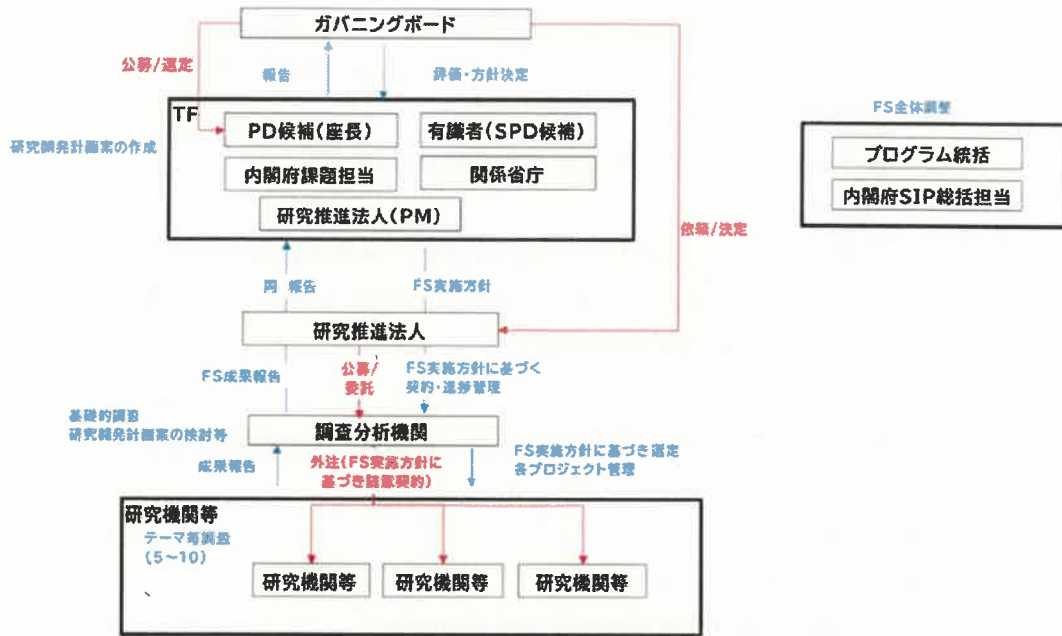 ガバニングボード
公募/選定
報告
評価・方針決定
TF
PD候補(座長)
有識者(SPD候補)
研究開発計画案の作成
内閣府課題担当
関係省庁
研究推進法人(PM)
FS全体調整
プログラム統括
内閣府SIP総括担当
依頼/決定
同 報告
FS実施方針
研究推進法人
FS成果報告
公募/
委託
FS実施方針に基づく
契約・進捗管理
基礎的調査
研究開発計画案の検討等
調査分析機関
成果報告
外注(FS実施方針に
基づき随意契約)
FS実施方針に基づき選定
各プロジェクト管理
研究機関等
テーマ毎調査
(5~10)
研究機関等
研究機関等
研究機関等